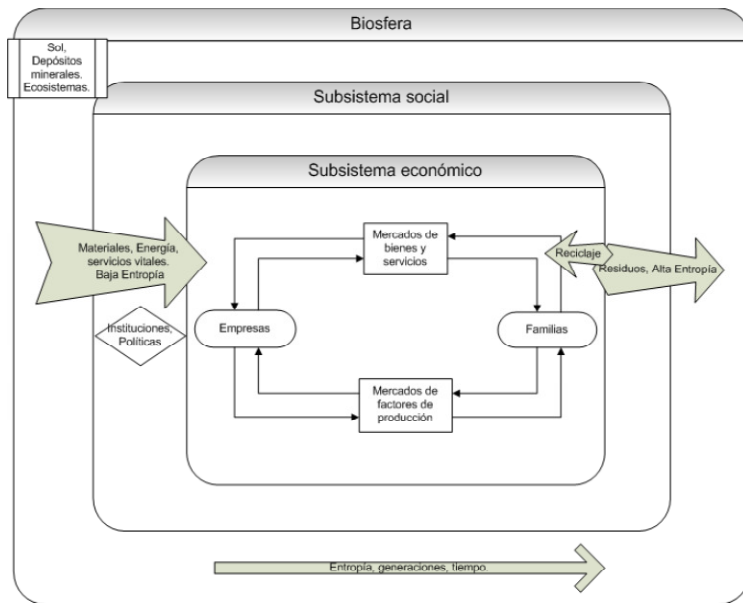 Biosfera
Sol,
Depósitos
minerales.
Ecosistemas.
Subsistema social
Subsistema económico
Materiales, Energía,
servicios vitales.
Baja Entropía
Mercados de
bienes y
servicios
Reciclaje
Residuos, Alta Entropía
Instituciones,
Políticas
Empresas
Familias
Mercados de
factores de
producción
Entropía, generaciones, tiempo.